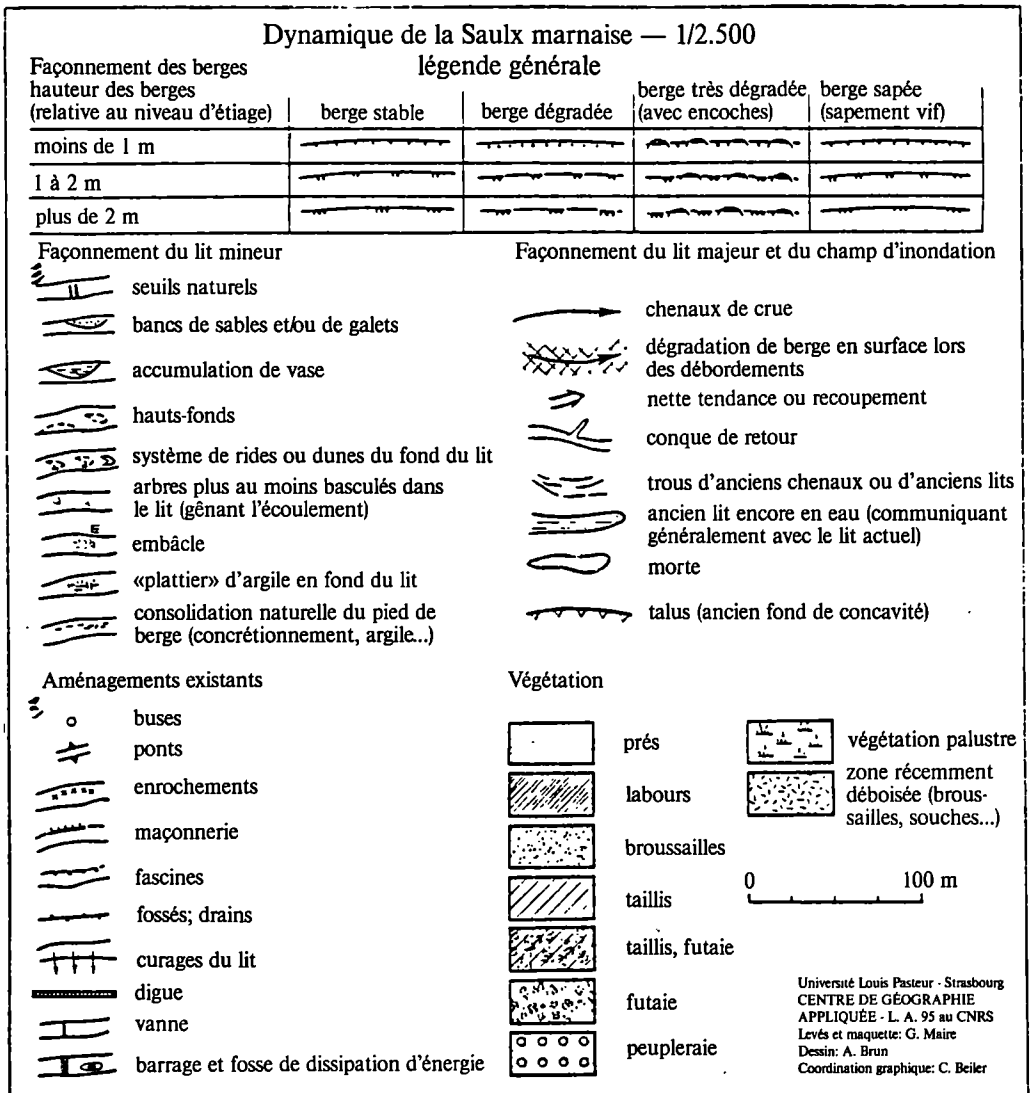 Dynamique de la Saulx marnaise — 1/2.500
légende générale
Façonnement des berges
hauteur des berges
(relative au niveau d'étiage)
berge stable
berge dégradée
berge très dégradée
(avec encoches)
berge sapée
(sapement vif)
moins de 1 m
1 à 2 m
plus de 2 m
Façonnement du lit mineur
seuils naturels
bancs de sables et/ou de galets
accumulation de vase
hauts-fonds
système de rides ou dunes du fond du lit
arbres plus au moins basculés dans
le lit (gênant l'écoulement)
embâcle
«plattier» d'argile en fond du lit
consolidation naturelle du pied de
berge (concrétionnement, argile...)
Façonnement du lit majeur et du champ d'inondation
chenaux de crue
dégradation de berge en surface lors
des débordements
nette tendance ou recoupement
conque de retour
trous d'anciens chenaux ou d'anciens lits
ancien lit encore en eau (communiquant
généralement avec le lit actuel)
morte
talus (ancien fond de concavité)
Aménagements existants
buses
ponts
enrochements
maçonnerie
fascines
fossés; drains
curages du lit
digue
vanne
barrage et fosse de dissipation d'énergie
Végétation
prés
labours
broussailles
taillis
taillis, futaie
futaie
peupleraie
végétation palustre
zone récemment
déboisée (brous-
sailles, souches...)
0 100 m
Université Louis Pasteur - Strasbourg
CENTRE DE GÉOGRAPHIE
APPLIQUÉE - L. A. 95 au CNRS
Levés et maquette: G. Maire
Dessin: A. Brun
Coordination graphique: C. Beiler